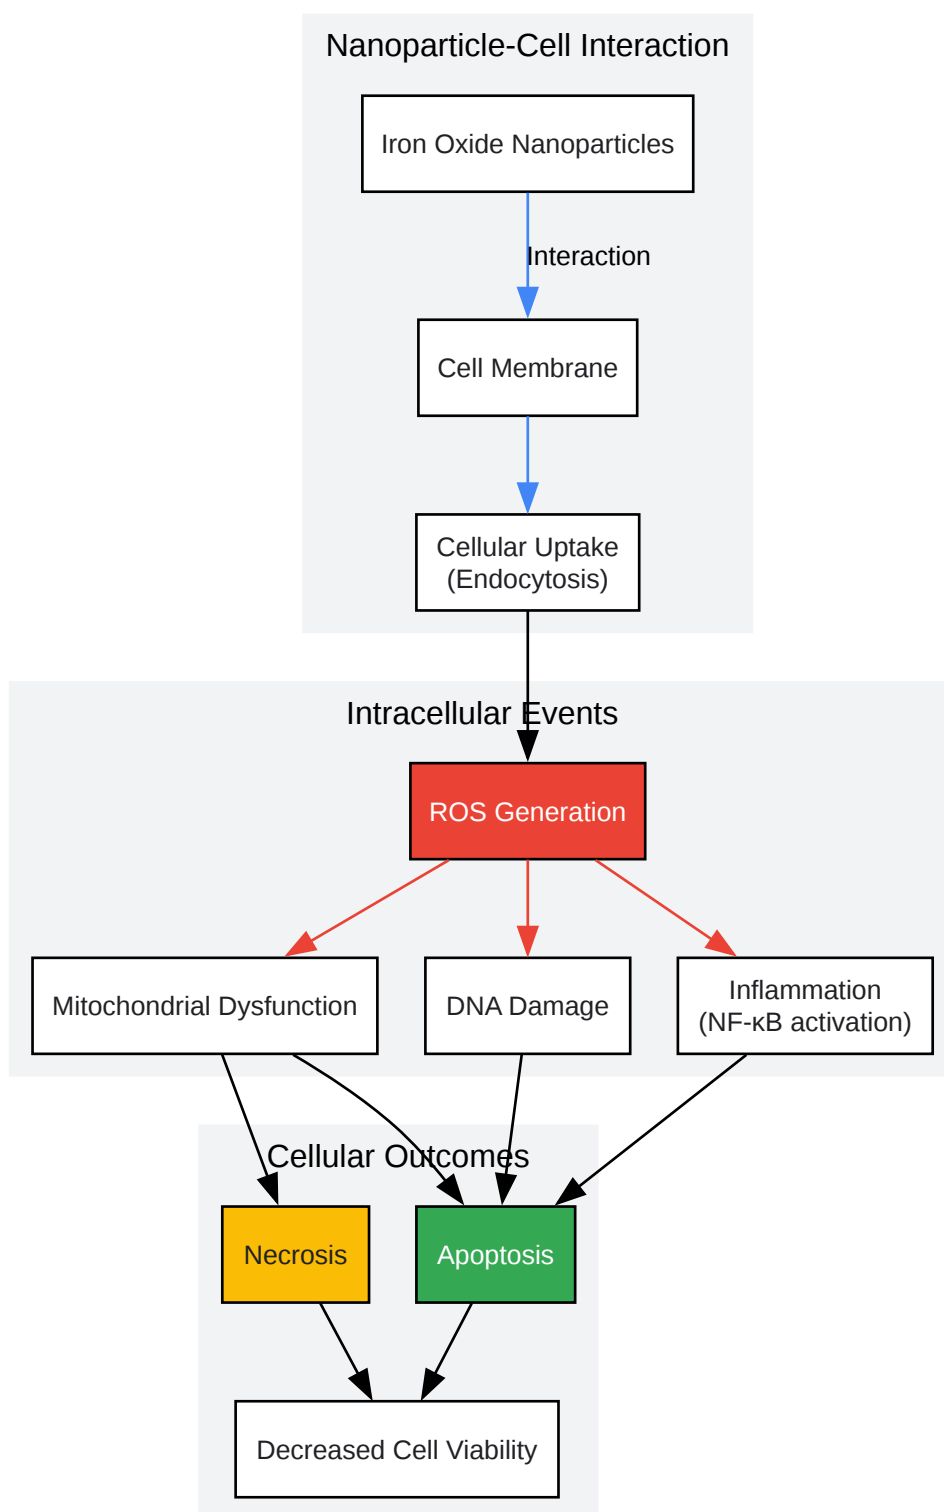 Nanoparticle-Cell Interaction
Iron Oxide Nanoparticles
Interaction
Cell Membrane
Cellular Uptake
(Endocytosis)
Intracellular Events
ROS Generation
Mitochondrial Dysfunction
DNA Damage
Inflammation
(NF-κB activation)
Cellular Outcomes
Necrosis
Apoptosis
Decreased Cell Viability